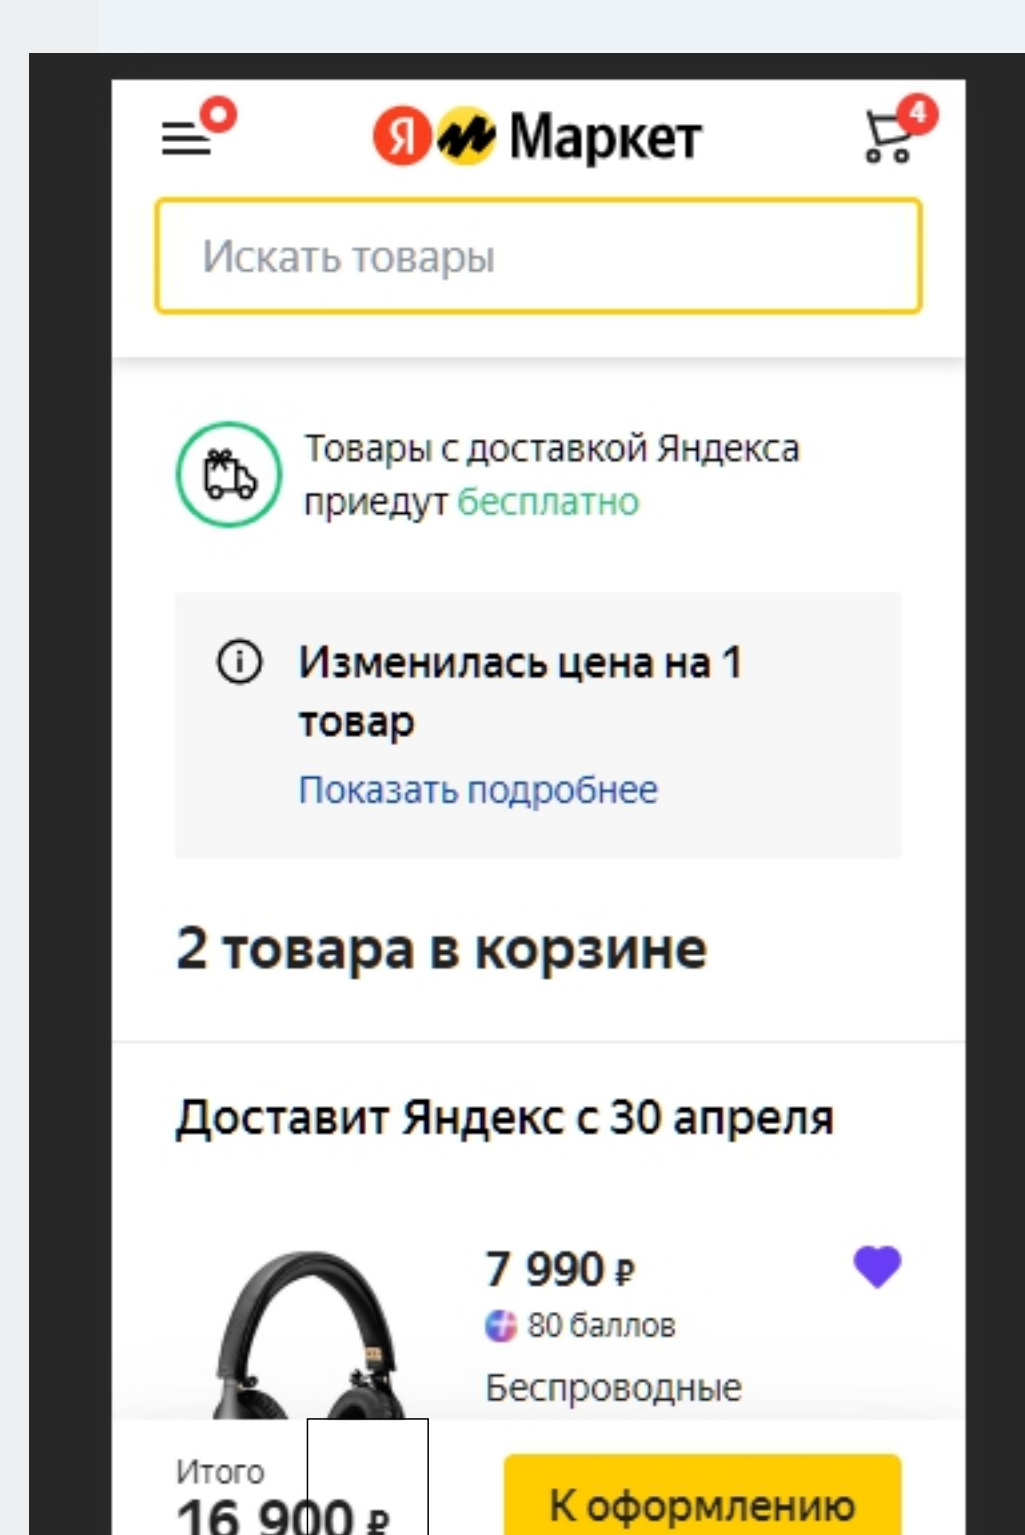 Я Маркет
4
Искать товары
Товары с доставкой Яндекса
приедут бесплатно
Изменилась цена на 1
товар
Показать подробнее
2 товара в корзине
Доставит Яндекс с 30 апреля
7 990 ₽
80 баллов
Беспроводные
Итого
16 900 ₽
К оформлению